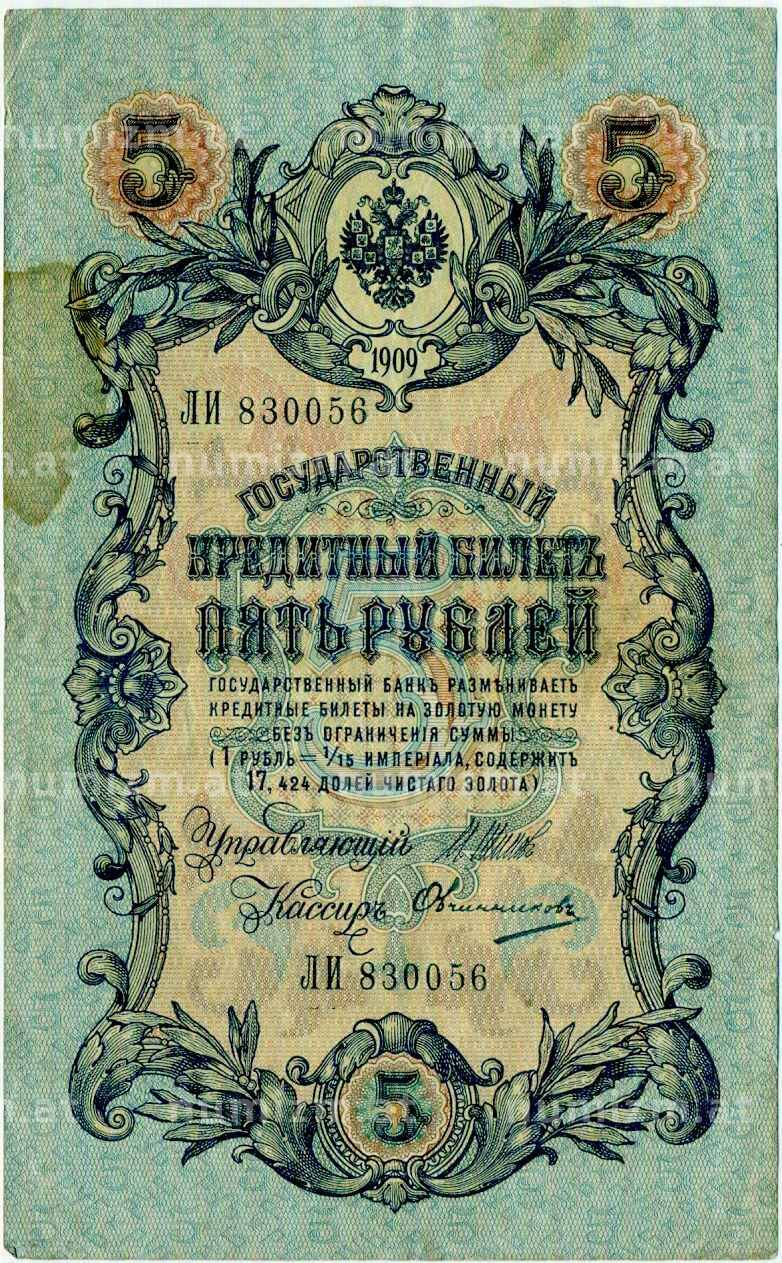 5 5
1909
ЛИ 830056
ГОСУДАРСТВЕННЫЙ
КРЕДИТНЫЙ БИЛЕТЪ
ПЯТЬ РУБЛЕЙ
ГОСУДАРСТВЕННЫЙ БАНКЪ РАЗМѢНИВАЕТЪ
КРЕДИТНЫЕ БИЛЕТЫ НА ЗОЛОТУЮ МОНЕТУ
БЕЗЪ ОГРАНИЧЕНІЯ СУММЫ
(1 РУБЛЬ = 1/15 ИМПЕРІАЛА, СОДЕРЖИТЪ
17, 424 ДОЛЕЙ ЧИСТАГО ЗОЛОТА)
Управляющій
Кассиръ Овчинниковъ
ЛИ 830056
5
numizm.at